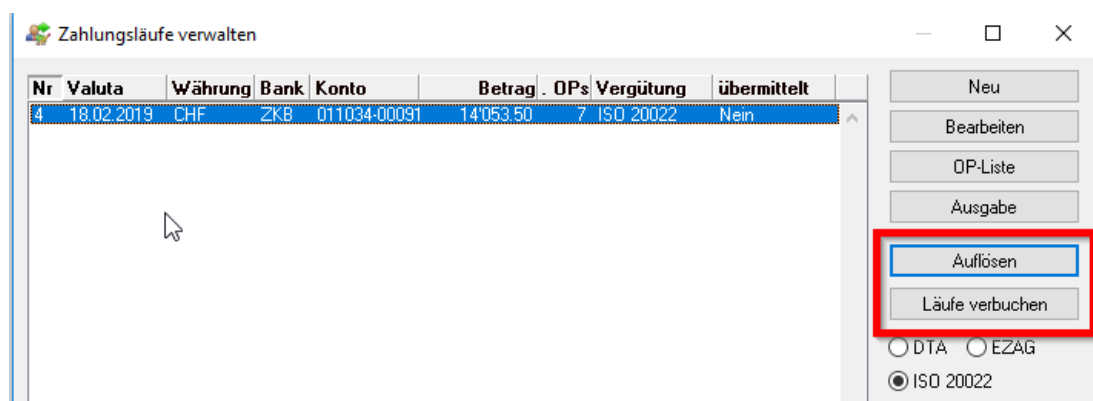 Zahlungsläufe verwalten
Nr Valuta Währung Bank Konto Betrag . OPs Vergütung übermittelt
4 18.02.2019 CHF ZKB 011034-00091 14'053.50 7 ISO 20022 Nein
Neu
Bearbeiten
OP-Liste
Ausgabe
Auflösen
Läufe verbuchen
DTA EZAG
ISO 20022